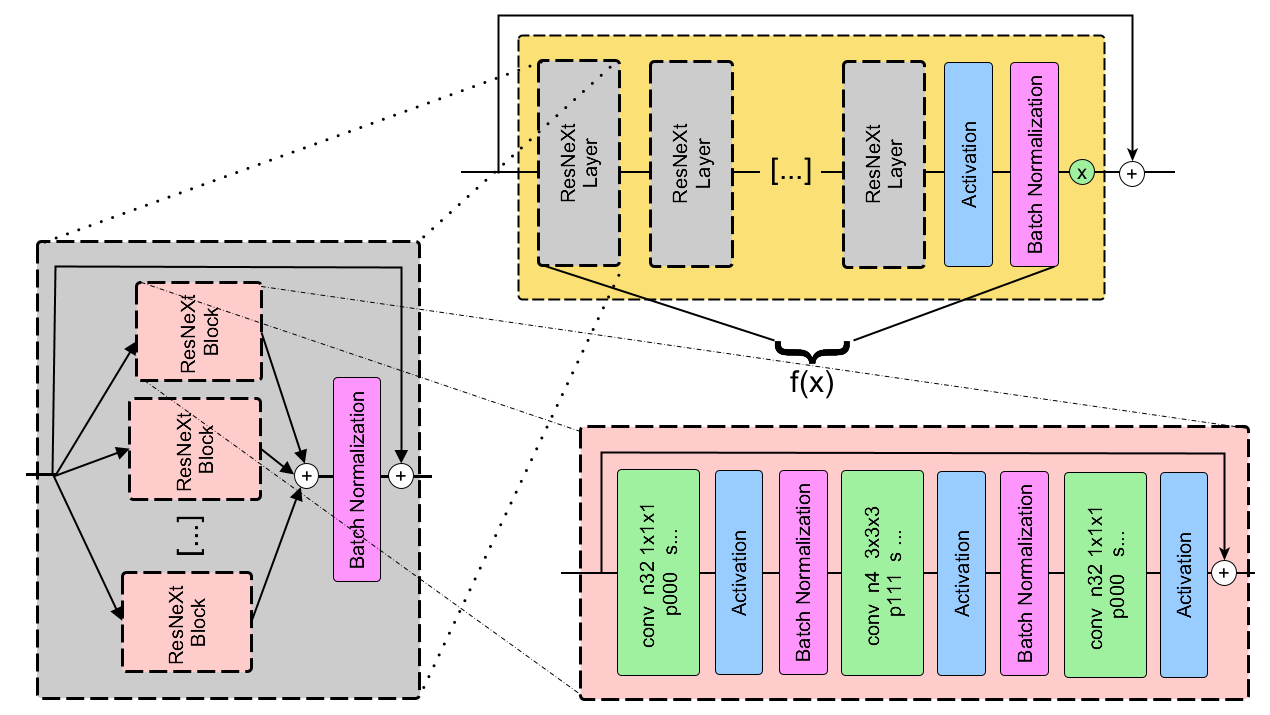 ResNeXt
Layer
ResNeXt
Layer
[...]
ResNeXt
Layer
Activation
Batch Normalization
x
+
f(x)
ResNeXt
Block
ResNeXt
Block
[...]
ResNeXt
Block
+
Batch Normalization
+
conv n32 1x1x1
p000 s...
Activation
Batch Normalization
conv n4 3x3x3
p111 s ...
Activation
Batch Normalization
conv n32 1x1x1
p000 s...
Activation
+